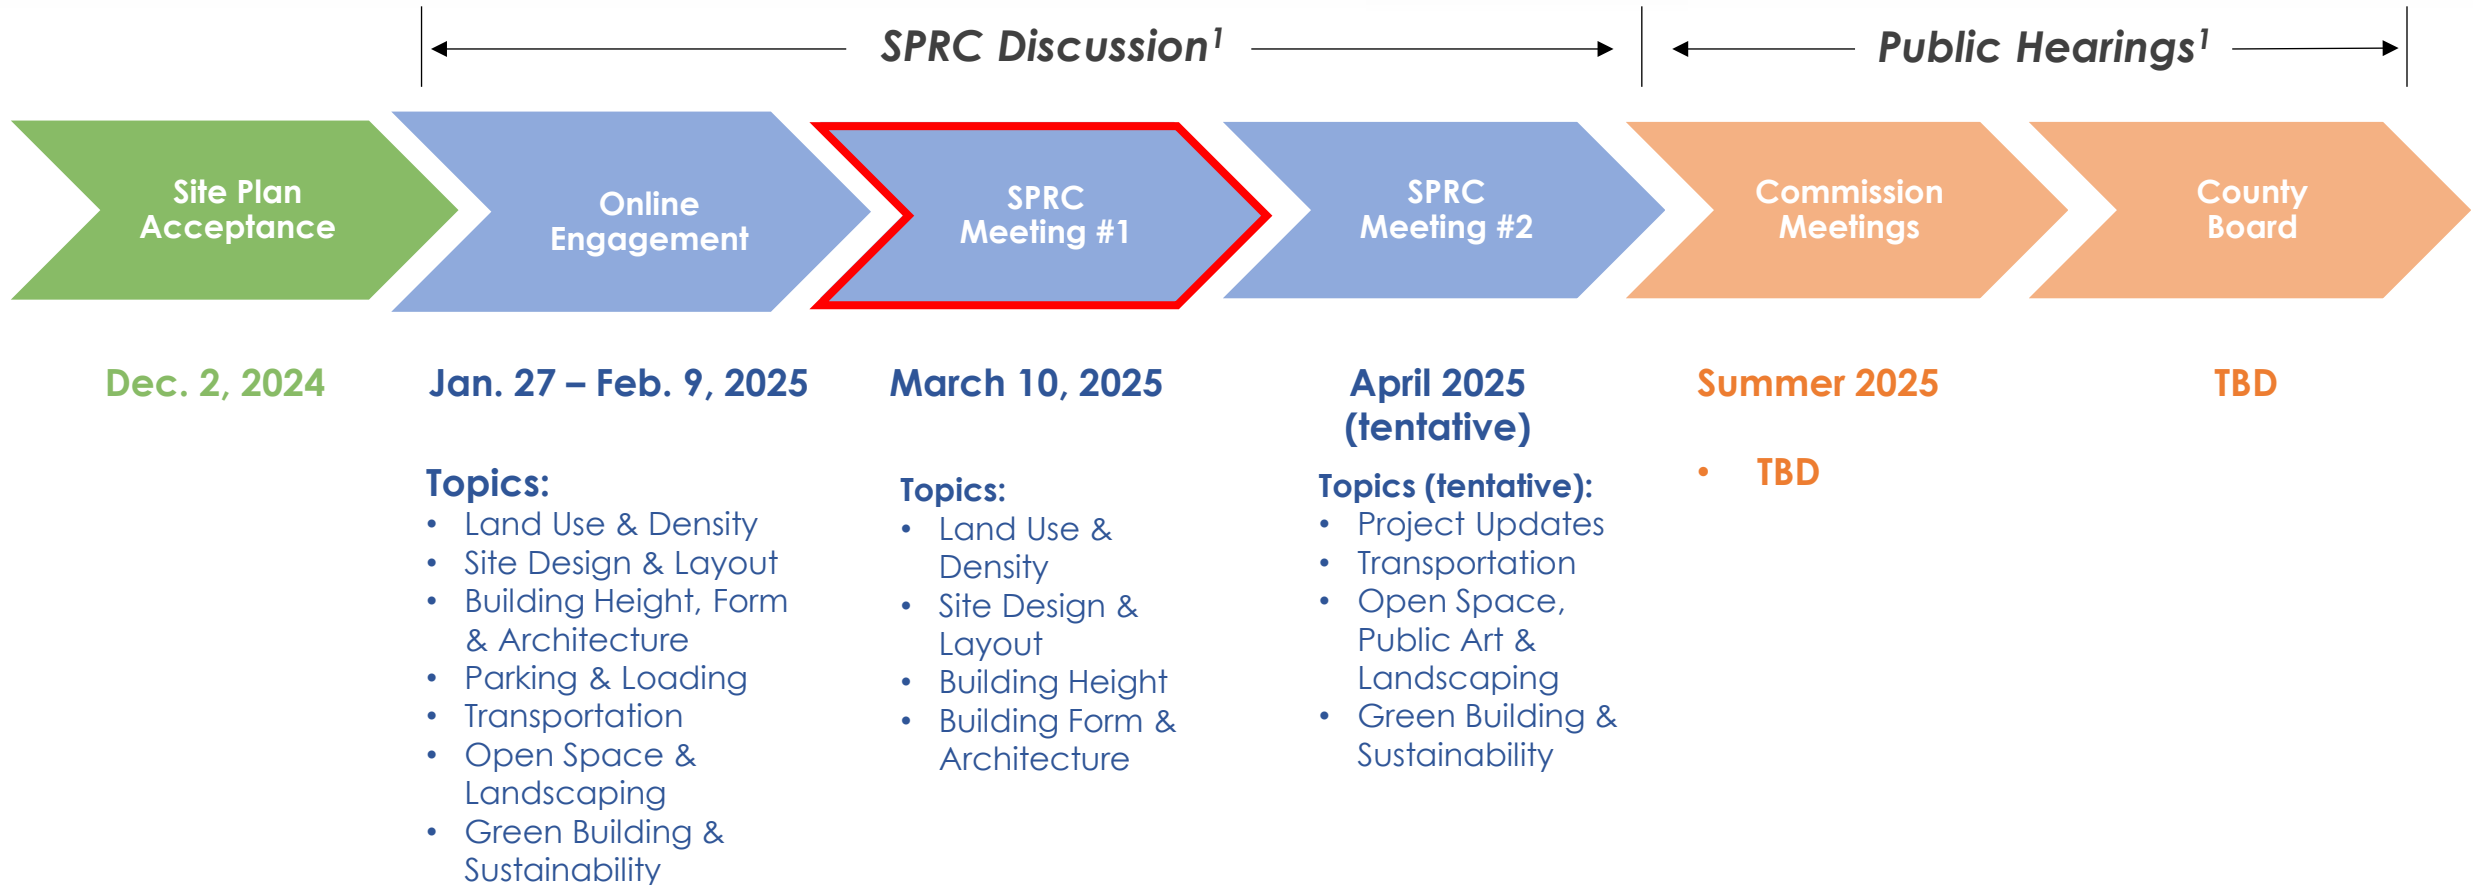 SPRC Discussion¹
Public Hearings¹
Site Plan
Acceptance
Online
Engagement
SPRC
Meeting #1
SPRC
Meeting #2
Commission
Meetings
County
Board
Dec. 2, 2024
Jan. 27 – Feb. 9, 2025
Topics:
• Land Use & Density
• Site Design & Layout
• Building Height, Form
& Architecture
• Parking & Loading
• Transportation
• Open Space &
Landscaping
• Green Building &
Sustainability
March 10, 2025
Topics:
• Land Use &
Density
• Site Design &
Layout
• Building Height
• Building Form &
Architecture
April 2025
(tentative)
Topics (tentative):
• Project Updates
• Transportation
• Open Space,
Public Art &
Landscaping
• Green Building &
Sustainability
Summer 2025
• TBD
TBD